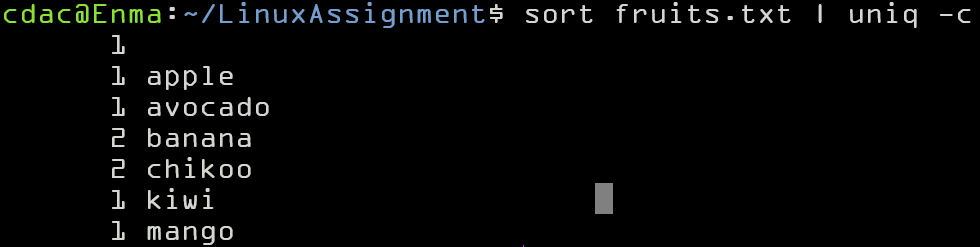 cdac@Enma:~/LinuxAssignment$ sort fruits.txt | uniq -c
1
1 apple
1 avocado
2 banana
2 chikoo
1 kiwi
1 mango